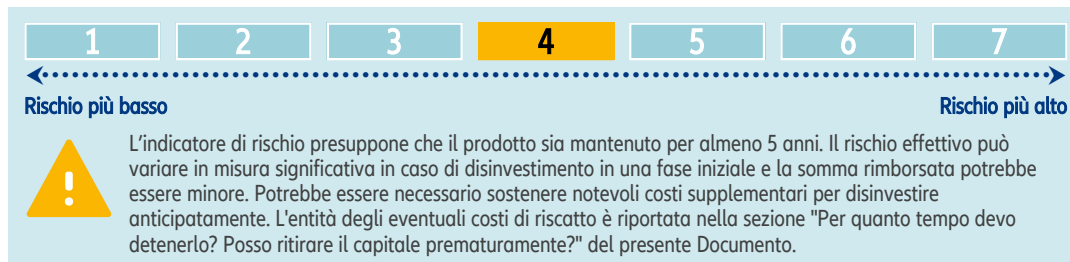 1 2 3 4 5 6 7
Rischio più basso Rischio più alto
L'indicatore di rischio presuppone che il prodotto sia mantenuto per almeno 5 anni. Il rischio effettivo può
variare in misura significativa in caso di disinvestimento in una fase iniziale e la somma rimborsata potrebbe
essere minore. Potrebbe essere necessario sostenere notevoli costi supplementari per disinvestire
anticipatamente. L'entità degli eventuali costi di riscatto è riportata nella sezione "Per quanto tempo devo
detenerlo? Posso ritirare il capitale prematuramente?" del presente Documento.